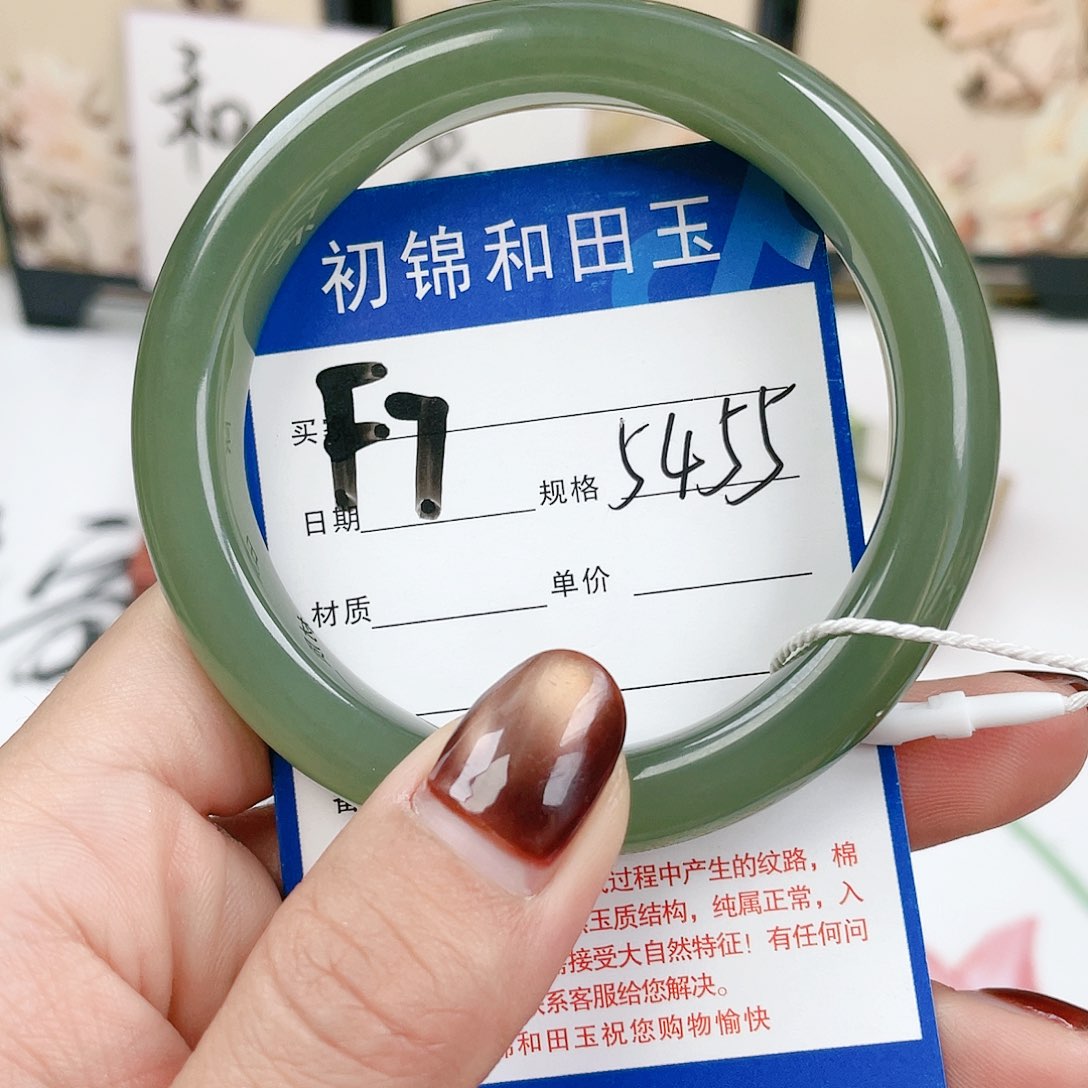 和
初锦和田玉
买家 F7
规格 5455
日期
单价
材质
过程中产生的纹路，棉
玉质结构，纯属正常，入
接受大自然特征！有任何问
系客服给您解决。
和田玉祝您购物愉快